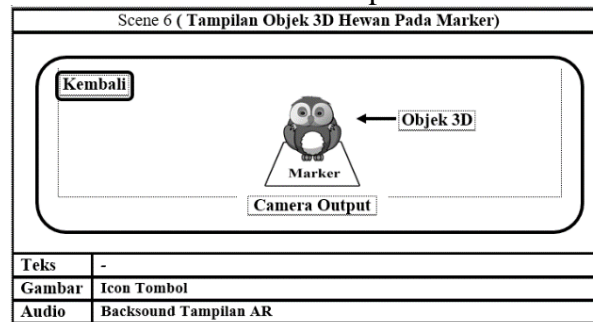 Scene 6 ( Tampilan Objek 3D Hewan Pada Marker)
Kembali
Objek 3D
Marker
Camera Output
Teks -
Gambar Icon Tombol
Audio Backsound Tampilan AR